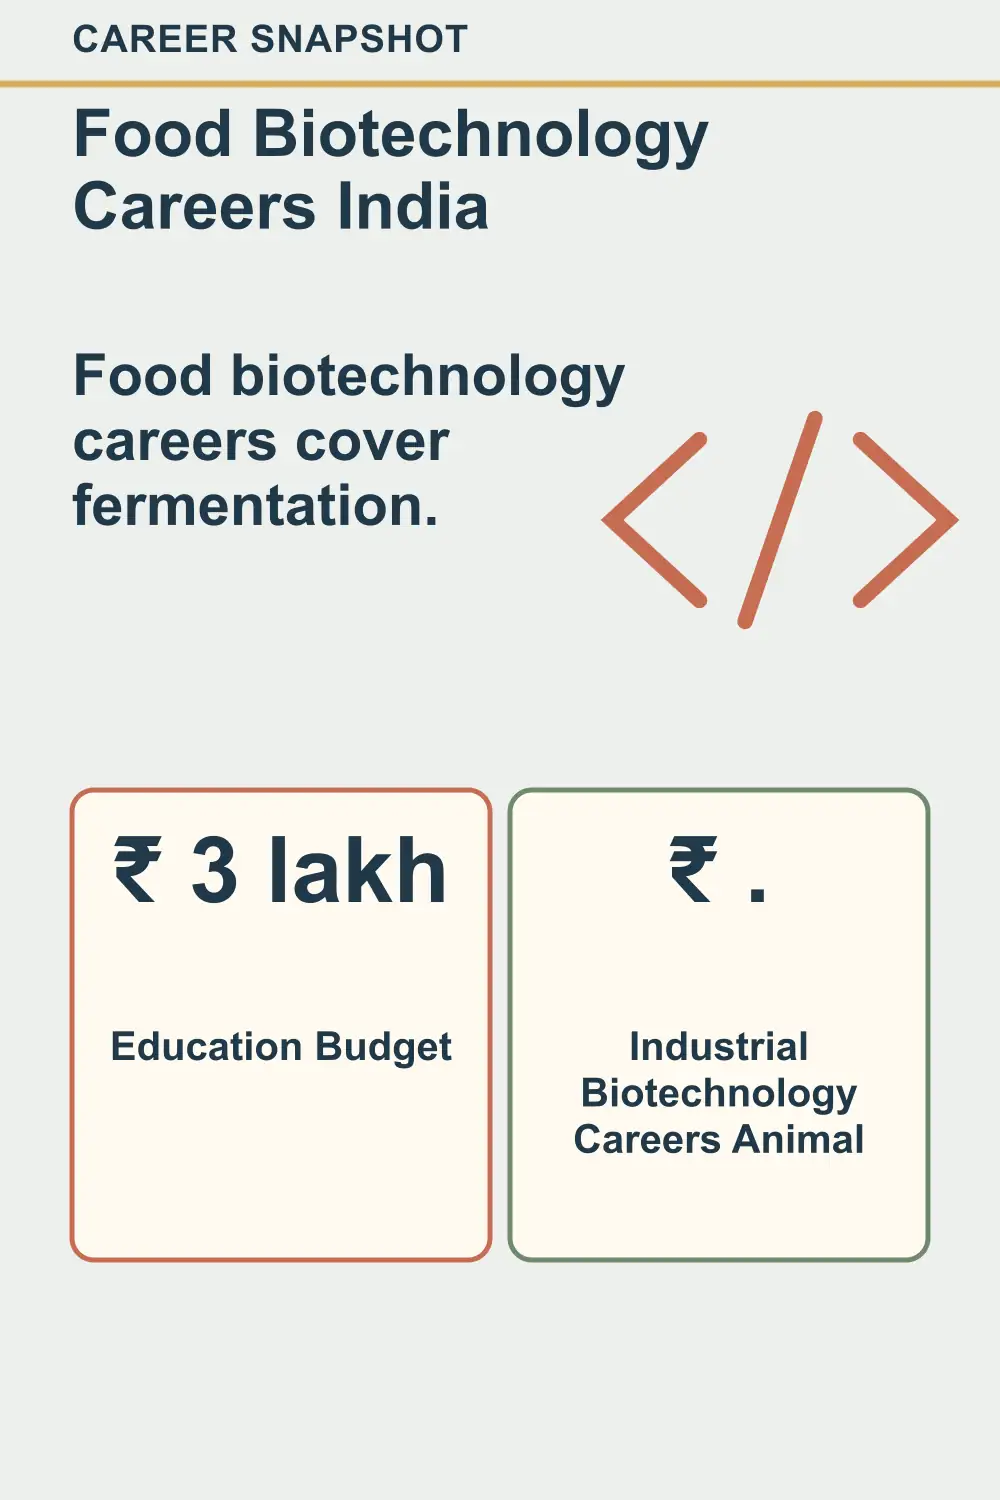 CAREER SNAPSHOT
Food Biotechnology
Careers India
Food biotechnology
careers cover
fermentation.
₹ 3 lakh
Education Budget
₹ .
Industrial
Biotechnology
Careers Animal